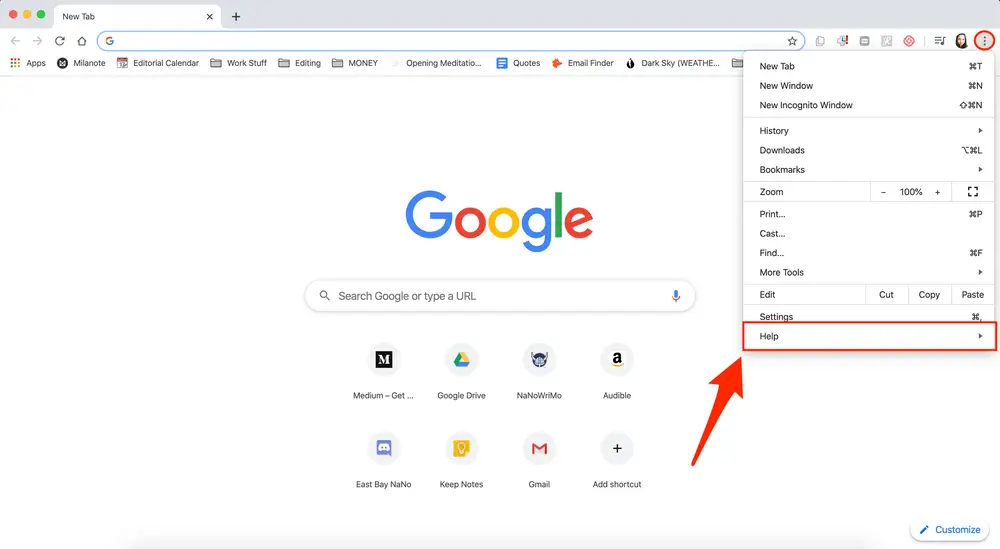 New Tab
Apps Milanote Editorial Calendar Work Stuff Editing MONEY Opening Meditatio... Quotes Email Finder Dark Sky (WEATHE...
New Tab ⌘T
New Window ⌘N
New Incognito Window ⇧⌘N
History
Downloads ⌥⌘L
Bookmarks
Zoom − 100% +
Print... ⌘P
Cast...
Find... ⌘F
More Tools
Edit Cut Copy Paste
Settings ⌘,
Help
Google
Search Google or type a URL
Medium – Get ... Google Drive NaNoWriMo Audible
East Bay NaNo Keep Notes Gmail Add shortcut
Customize